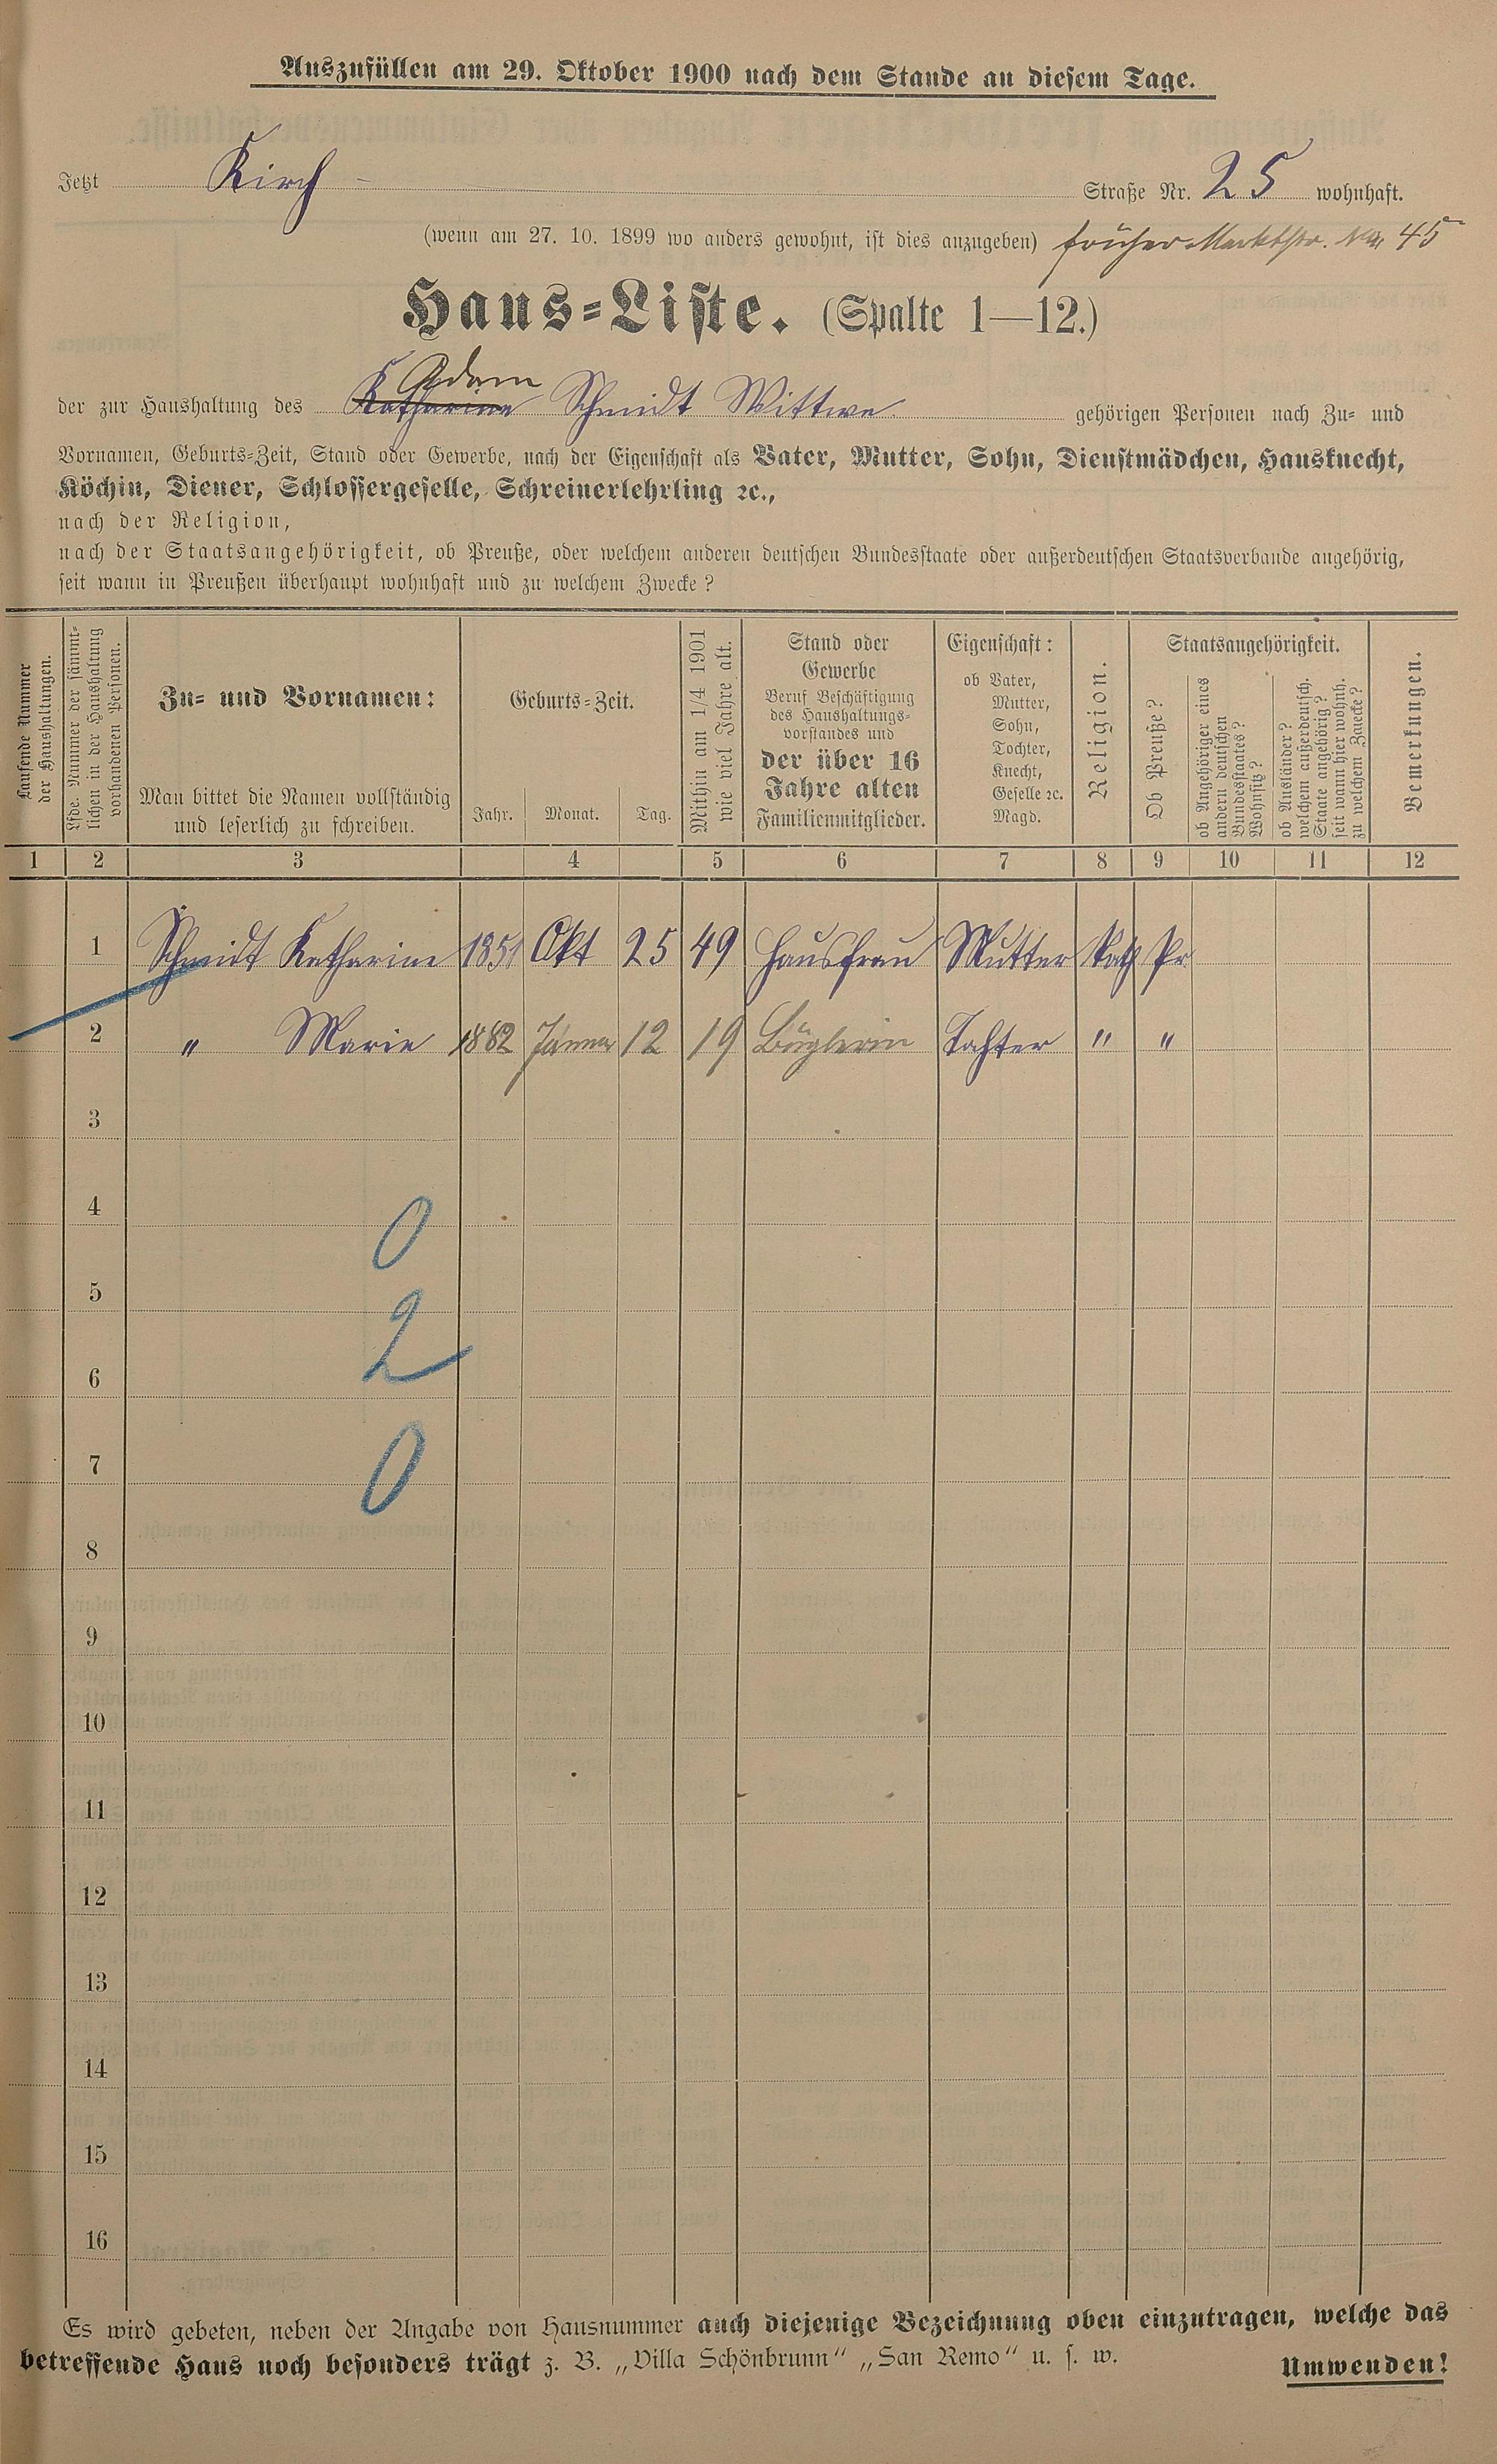 Auszufüllen am 29. Oktober 1900 nach dem Stande an diesem Tage.
Jetzt Kirch - Straße Nr. 25 wohnhaft.
(wenn am 27. 10. 1899 wo anders gewohnt, ist dies anzugeben) früher Marktstr. No. 45
Haus-Liste. (Spalte 1—12.)
Adam
der zur Haushaltung des Katharina Schmidt Wittwe gehörigen Personen nach Zu- und
Vornamen, Geburts-Zeit, Stand oder Gewerbe, nach der Eigenschaft als Vater, Mutter, Sohn, Dienstmädchen, Hausknecht,
Köchin, Diener, Schlossergeselle, Schreinerlehrling ꝛc.,
nach der Religion,
nach der Staatsangehörigkeit, ob Preuße, oder welchem anderen deutschen Bundesstaate oder außerdeutschen Staatsverbande angehörig,
seit wann in Preußen überhaupt wohnhaft und zu welchem Zwecke?
Laufende Nummer
der Haushaltungen.
Lfde. Nummer der sämmt-
lichen in der Haushaltung
vorhandenen Personen.
Zu- und Vornamen:
Man bittet die Namen vollständig
und leserlich zu schreiben.
Geburts-Zeit.
Jahr. Monat. Tag.
Mithin am 1/4 1901
wie viel Jahre alt.
Stand oder
Gewerbe
Beruf Beschäftigung
des Haushaltungs-
vorstandes und
der über 16
Jahre alten
Familienmitglieder.
Eigenschaft:
ob Vater,
Mutter,
Sohn,
Tochter,
Knecht,
Geselle ꝛc.
Magd.
Religion.
Staatsangehörigkeit.
Ob Preuße?
ob Angehöriger eines
andern deutschen
Bundesstaates?
Wohnsitz?
ob Ausländer?
welchem außerdeutsch.
Staate angehörig?
seit wann hier wohnh.
zu welchem Zwecke?
Bemerkungen.
1 2 3 4 5 6 7 8 9 10 11 12
1 Schmidt Katharine 1851 Okt 25 49 Hausfrau Mutter Kath Pr
2 " Marie 1882 Januar 12 19 Büglerin Tochter " "
3
4
0
5
2
6
7
0
8
9
10
11
12
13
14
15
16
Es wird gebeten, neben der Angabe von Hausnummer auch diejenige Bezeichnung oben einzutragen, welche das
betreffende Haus noch besonders trägt z. B. „Villa Schönbrunn“ „San Remo“ u. s. w.
Umwenden!